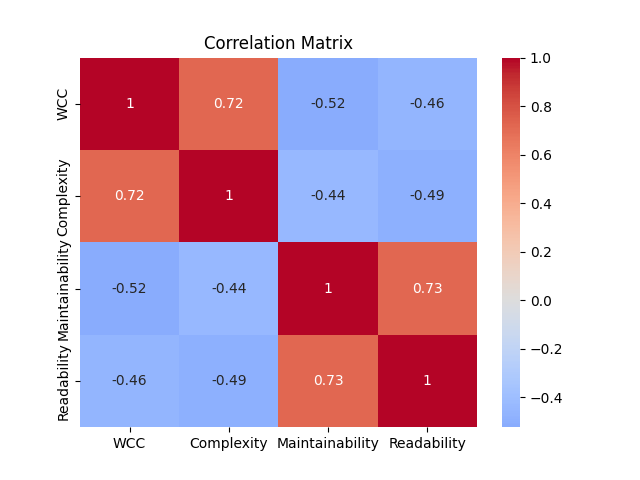 Correlation Matrix
WCC 1 0.72 -0.52 -0.46
Complexity 0.72 1 -0.44 -0.49
Maintainability -0.52 -0.44 1 0.73
Readability -0.46 -0.49 0.73 1
WCC Complexity Maintainability Readability
1.0
0.8
0.6
0.4
0.2
0.0
−0.2
−0.4